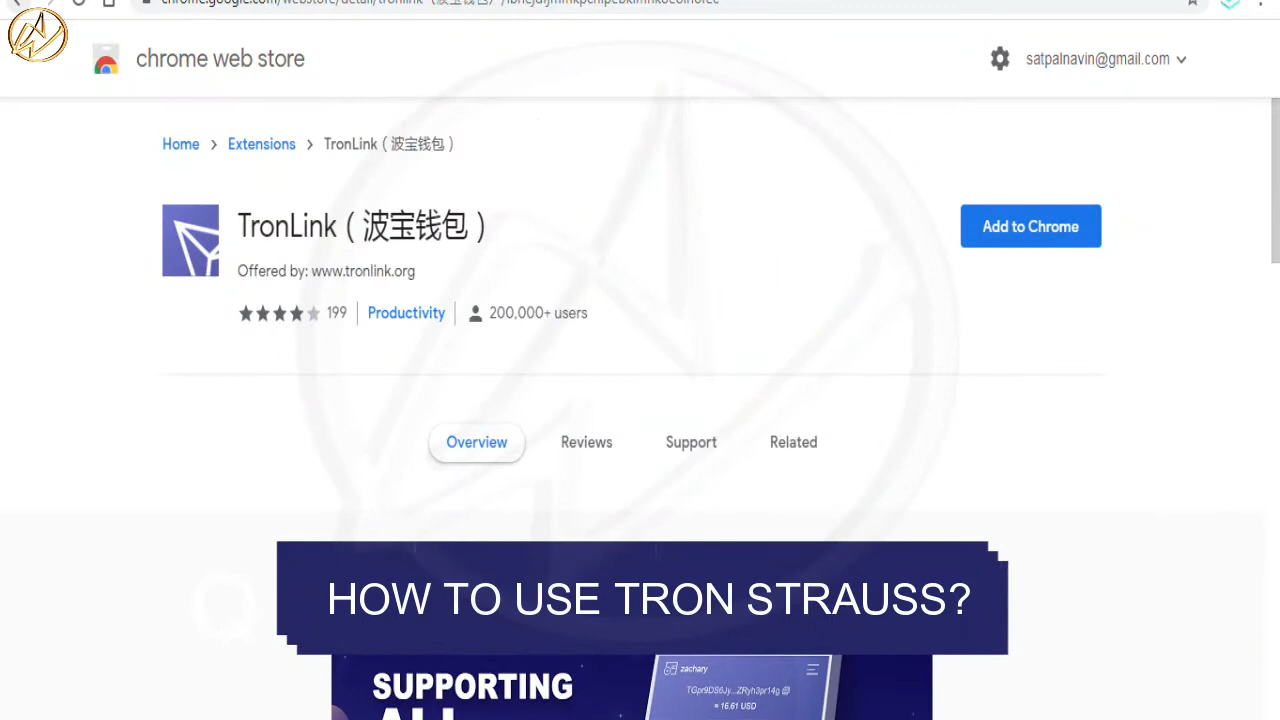 chrome web store
satpalnavin@gmail.com
Home > Extensions > TronLink（波宝钱包）
TronLink（波宝钱包）
Add to Chrome
Offered by: www.tronlink.org
199 Productivity 200,000+ users
Overview Reviews Support Related
HOW TO USE TRON STRAUSS?
zachary
SUPPORTING
TGpr9DS6Jy...ZRyh3pr14g
≈ 16.61 USD
ALL